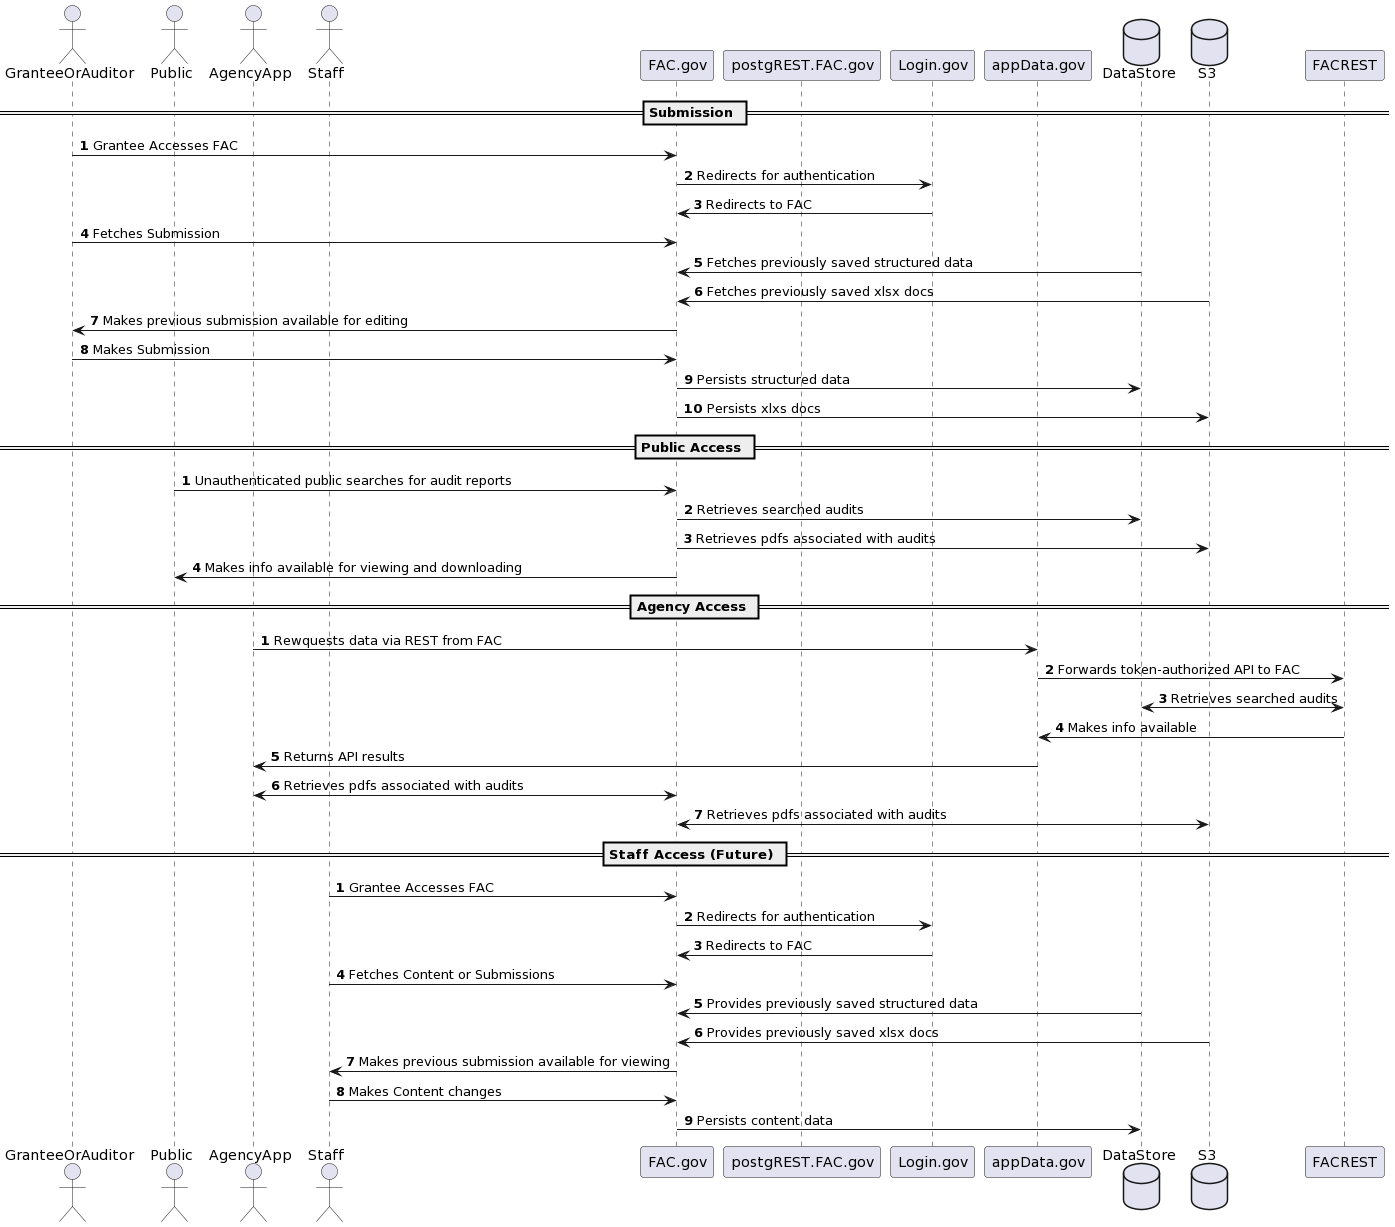 GranteeOrAuditor Public AgencyApp Staff FAC.gov postgREST.FAC.gov Login.gov appData.gov DataStore S3 FACREST
Submission
1 Grantee Accesses FAC
2 Redirects for authentication
3 Redirects to FAC
4 Fetches Submission
5 Fetches previously saved structured data
6 Fetches previously saved xlsx docs
7 Makes previous submission available for editing
8 Makes Submission
9 Persists structured data
10 Persists xlxs docs
Public Access
1 Unauthenticated public searches for audit reports
2 Retrieves searched audits
3 Retrieves pdfs associated with audits
4 Makes info available for viewing and downloading
Agency Access
1 Rewquests data via REST from FAC
2 Forwards token-authorized API to FAC
3 Retrieves searched audits
4 Makes info available
5 Returns API results
6 Retrieves pdfs associated with audits
7 Retrieves pdfs associated with audits
Staff Access (Future)
1 Grantee Accesses FAC
2 Redirects for authentication
3 Redirects to FAC
4 Fetches Content or Submissions
5 Provides previously saved structured data
6 Provides previously saved xlsx docs
7 Makes previous submission available for viewing
8 Makes Content changes
9 Persists content data
GranteeOrAuditor Public AgencyApp Staff FAC.gov postgREST.FAC.gov Login.gov appData.gov DataStore S3 FACREST